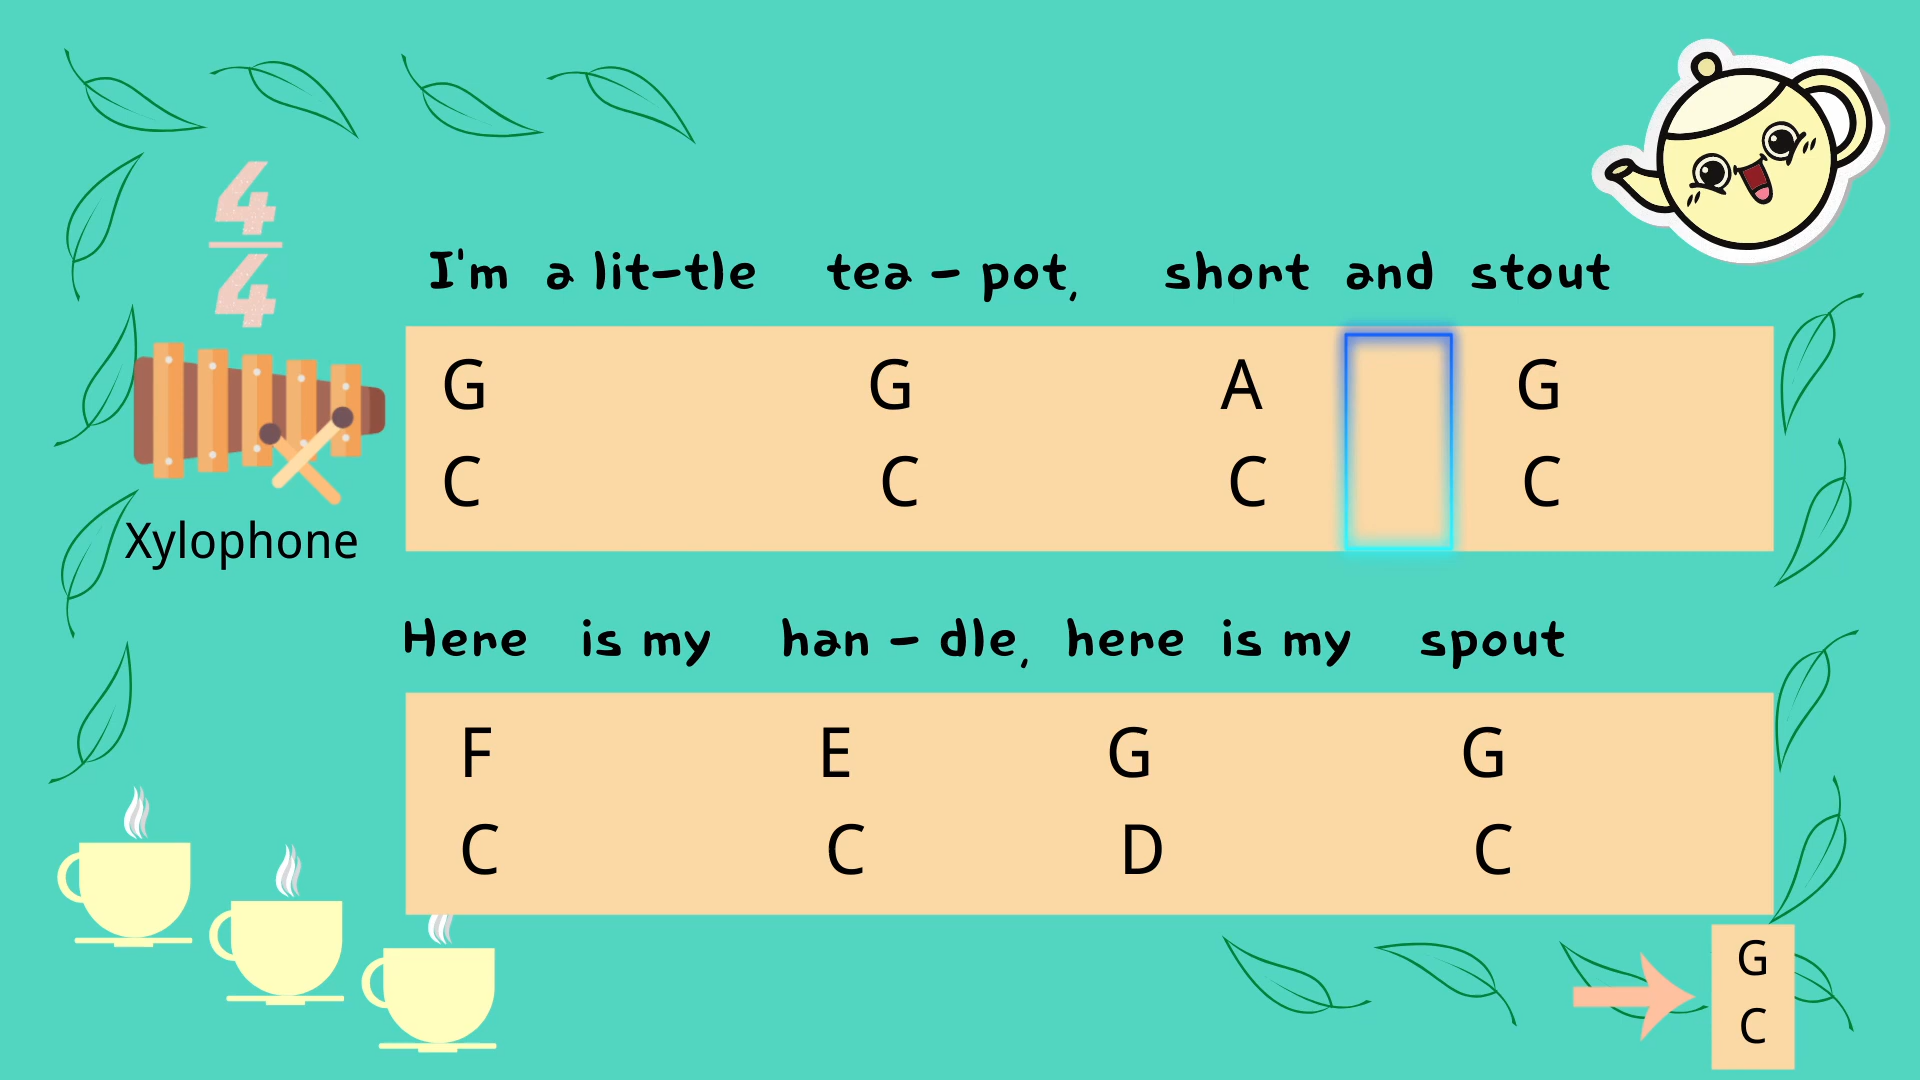 4
4
I'm a lit-tle tea - pot, short and stout
G G A G
C C C C
Xylophone
Here is my han - dle, here is my spout
F E G G
C C D C
G
C